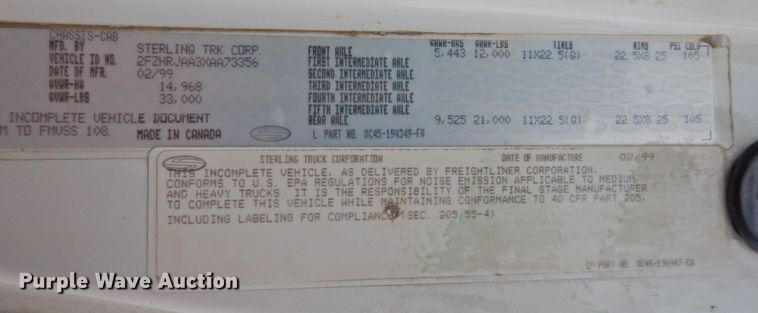 CHASSIS-CAB
MFD. BY STERLING TRK CORP.
VEHICLE ID NO. 2FZHRJAA3XAA73356
DATE OF MFR. 02/99
GVWR-KG 14,968
GVWR-LBS 33,000
INCOMPLETE VEHICLE DOCUMENT
M TO FMVSS 108. MADE IN CANADA
GAWR-KGS GAWR-LBS TIRES RIMS PSI COLD
FRONT AXLE 5,443 12,000 11X22.5(G) 22.5X8.25 105
FIRST INTERMEDIATE AXLE
SECOND INTERMEDIATE AXLE
THIRD INTERMEDIATE AXLE
FOURTH INTERMEDIATE AXLE
FIFTH INTERMEDIATE AXLE
REAR AXLE 9,525 21,000 11X22.5(G) 22.5X8.25 105
L PART NO. XC45-19A349-FA
STERLING TRUCK CORPORATION DATE OF MANUFACTURE 02/99
THIS INCOMPLETE VEHICLE, AS DELIVERED BY FREIGHTLINER CORPORATION,
CONFORMS TO U.S. EPA REGULATIONS FOR NOISE EMISSION APPLICABLE TO MEDIUM
AND HEAVY TRUCKS. IT IS THE RESPONSIBILITY OF THE FINAL STAGE MANUFACTURER
TO COMPLETE THIS VEHICLE WHILE MAINTAINING CONFORMANCE TO 40 CFR PART 205,
INCLUDING LABELING FOR COMPLIANCE (SEC. 205.55-4)
L PART NO. XC45-19A347-CA
Purple Wave Auction